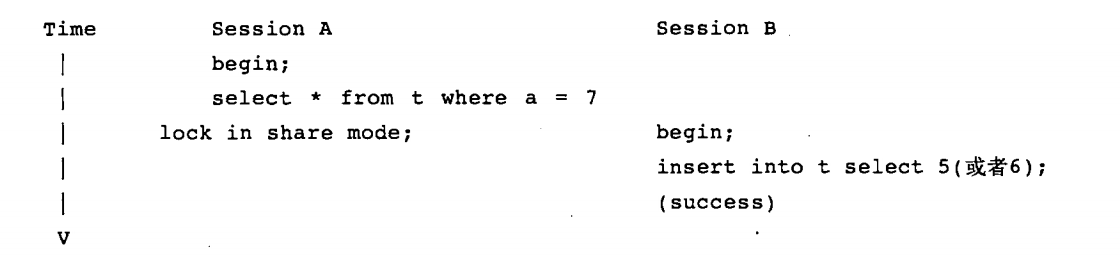 Time Session A Session B
| begin;
| select * from t where a = 7
| lock in share mode; begin;
| insert into t select 5(或者6);
| (success)
V